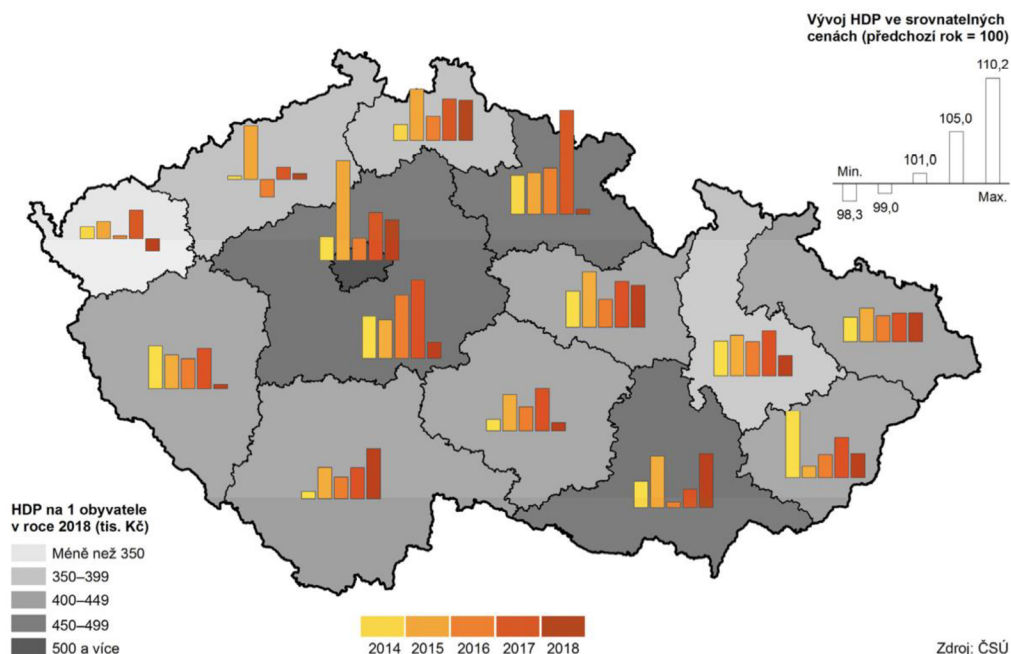 Vývoj HDP ve srovnatelných
cenách (předchozí rok = 100)
110,2
105,0
101,0
Min.
Max.
98,3
99,0
HDP na 1 obyvatele
v roce 2018 (tis. Kč)
Méně než 350
350–399
400–449
450–499
500 a více
2014 2015 2016 2017 2018
Zdroj: ČSÚ